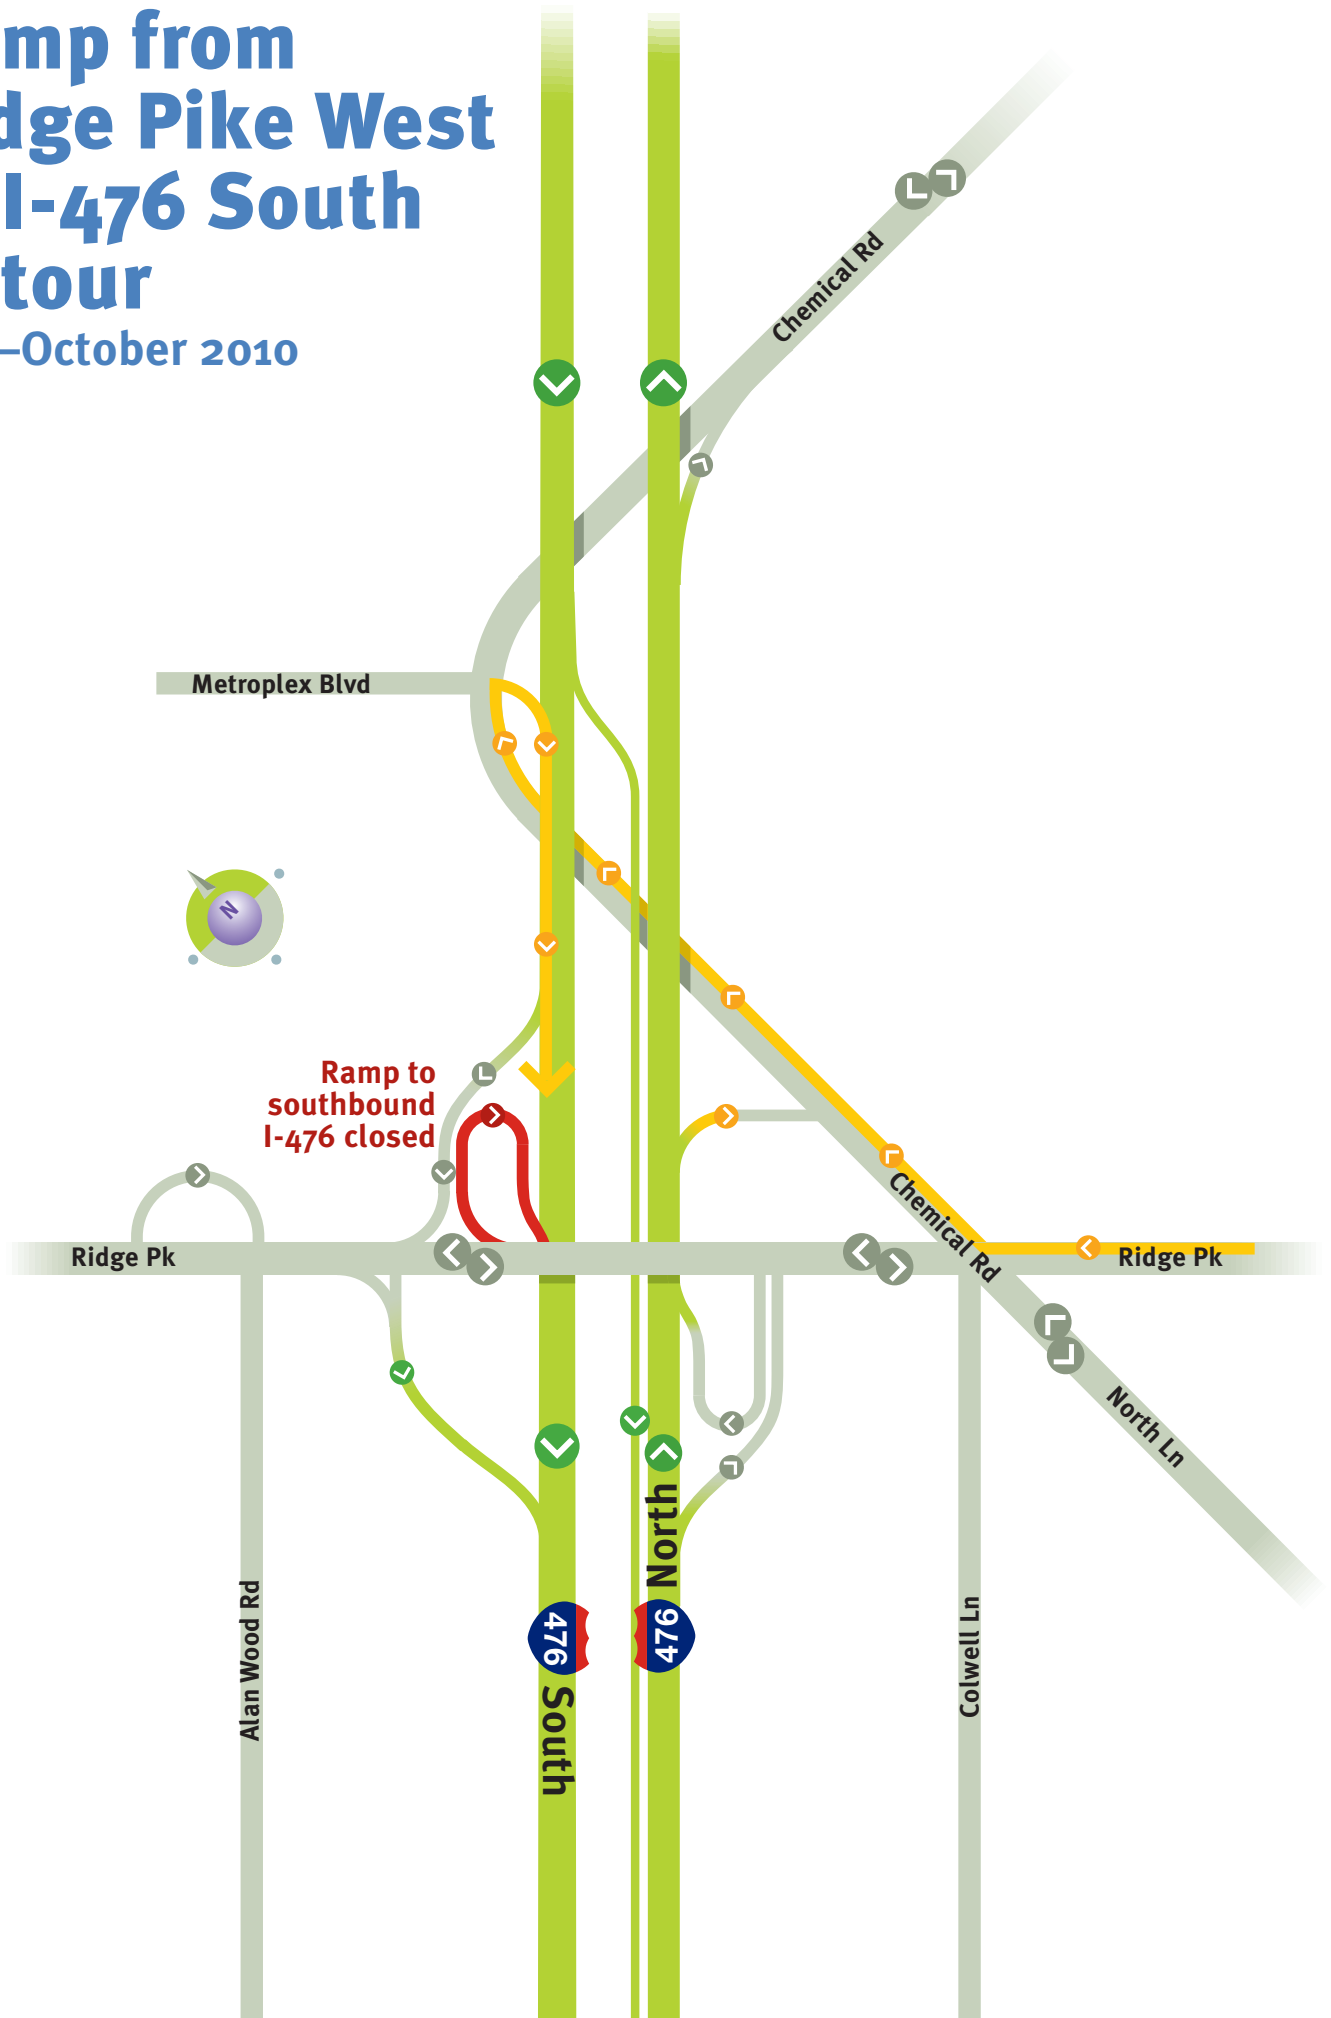 mp from
dge Pike West
I-476 South
tour
–October 2010
Chemical Rd
Metroplex Blvd
N
Ramp to
southbound
I-476 closed
Chemical Rd
Ridge Pk
Ridge Pk
North Ln
North
476
476
South
Alan Wood Rd
Colwell Ln